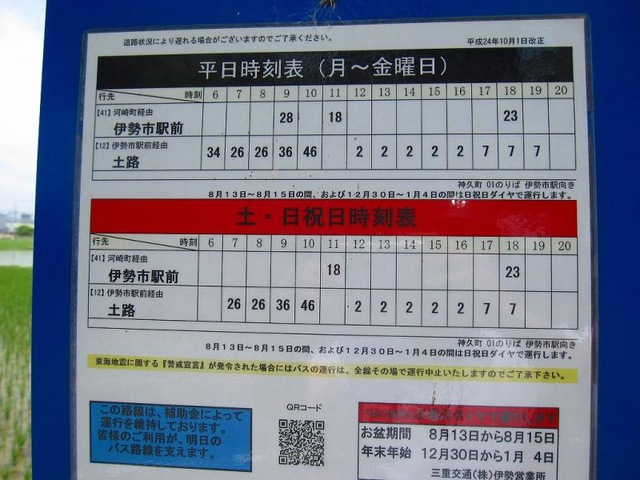 道路状況により遅れる場合がございますのでご了承ください。 平成24年10月1日改正
平日時刻表（月～金曜日）
行先 時刻 6 7 8 9 10 11 12 13 14 15 16 17 18 19 20
【41】河崎町経由
伊勢市駅前 28 18 23
【12】伊勢市駅前経由
土路 34 26 26 36 46 2 2 2 2 2 7 7 7
神久町 01のりば 伊勢市駅向き
8月13日～8月15日の間、および12月30日～1月4日の間は日祝日ダイヤで運行します。
土・日祝日時刻表
行先 時刻 6 7 8 9 10 11 12 13 14 15 16 17 18 19 20
【41】河崎町経由
伊勢市駅前 18 23
【12】伊勢市駅前経由
土路 26 26 36 46 2 2 2 2 2 7 7
神久町 01のりば 伊勢市駅向き
8月13日～8月15日の間、および12月30日～1月4日の間は日祝日ダイヤで運行します。
東海地震に関する『警戒宣言』が発令された場合にはバスの運行は、全線その場で運行中止いたしますのでご了承下さい。
この路線は、補助金によって
運行を維持しております。
皆様のご利用が、明日の
バス路線を支えます。
QRコード
お盆期間 8月13日から8月15日
年末年始 12月30日から1月 4日
三重交通(株)伊勢営業所